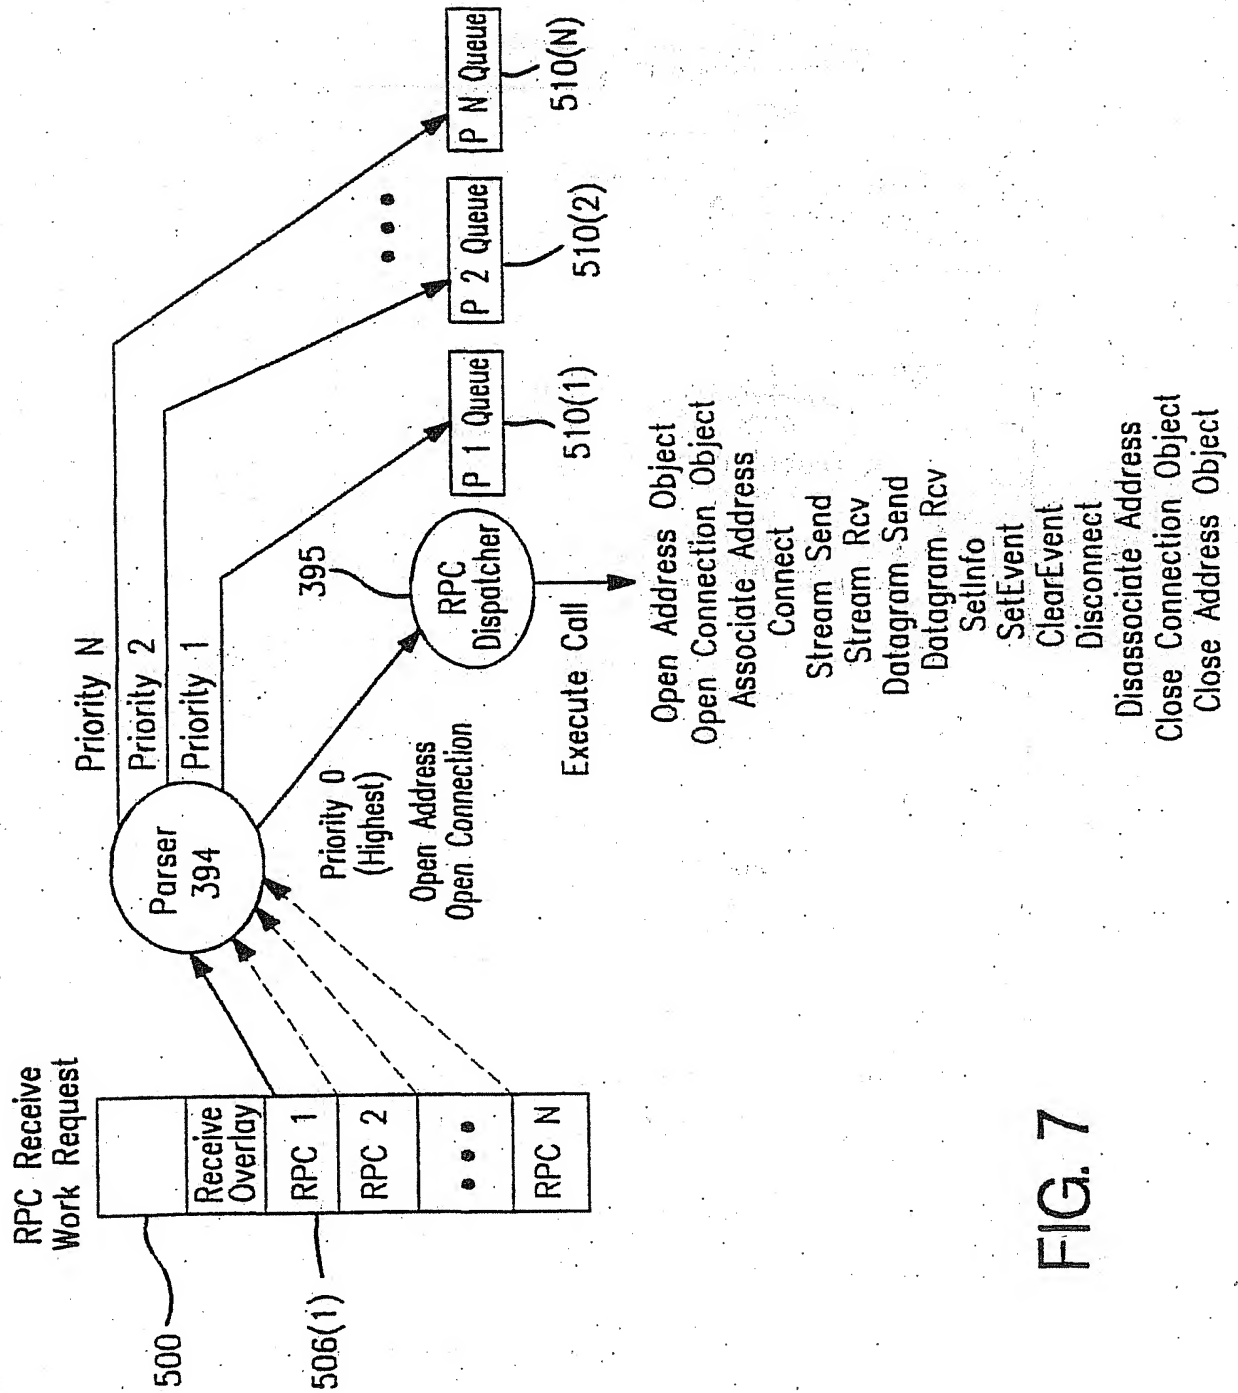 RPC Receive
Work Request
500
Receive
Overlay
RPC 1
506(1)
RPC 2
• • •
RPC N
Parser
394
Priority N
Priority 2
Priority 1
Priority 0
(Highest)
Open Address
Open Connection
395
RPC
Dispatcher
Execute Call
P 1 Queue
510(1)
P 2 Queue
510(2)
• • •
P N Queue
510(N)
Open Address Object
Open Connection Object
Associate Address
Connect
Stream Send
Stream Rcv
Datagram Send
Datagram Rcv
SetInfo
SetEvent
ClearEvent
Disconnect
Disassociate Address
Close Connection Object
Close Address Object
FIG. 7